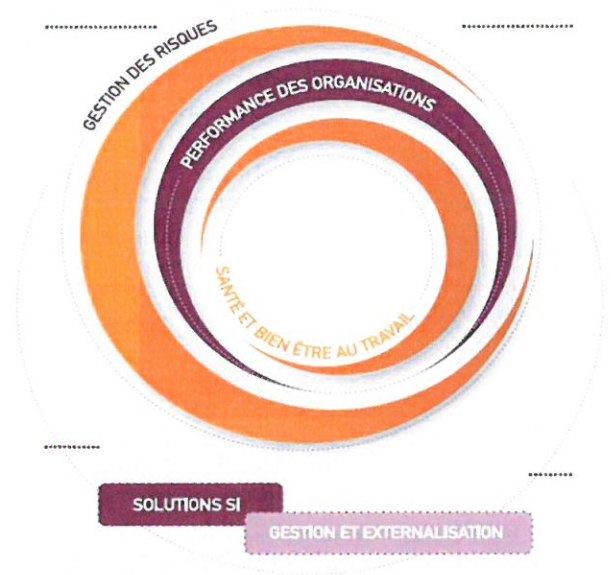 GESTION DES RISQUES
PERFORMANCE DES ORGANISATIONS
SANTÉ ET BIEN ÊTRE AU TRAVAIL
SOLUTIONS SI
GESTION ET EXTERNALISATION